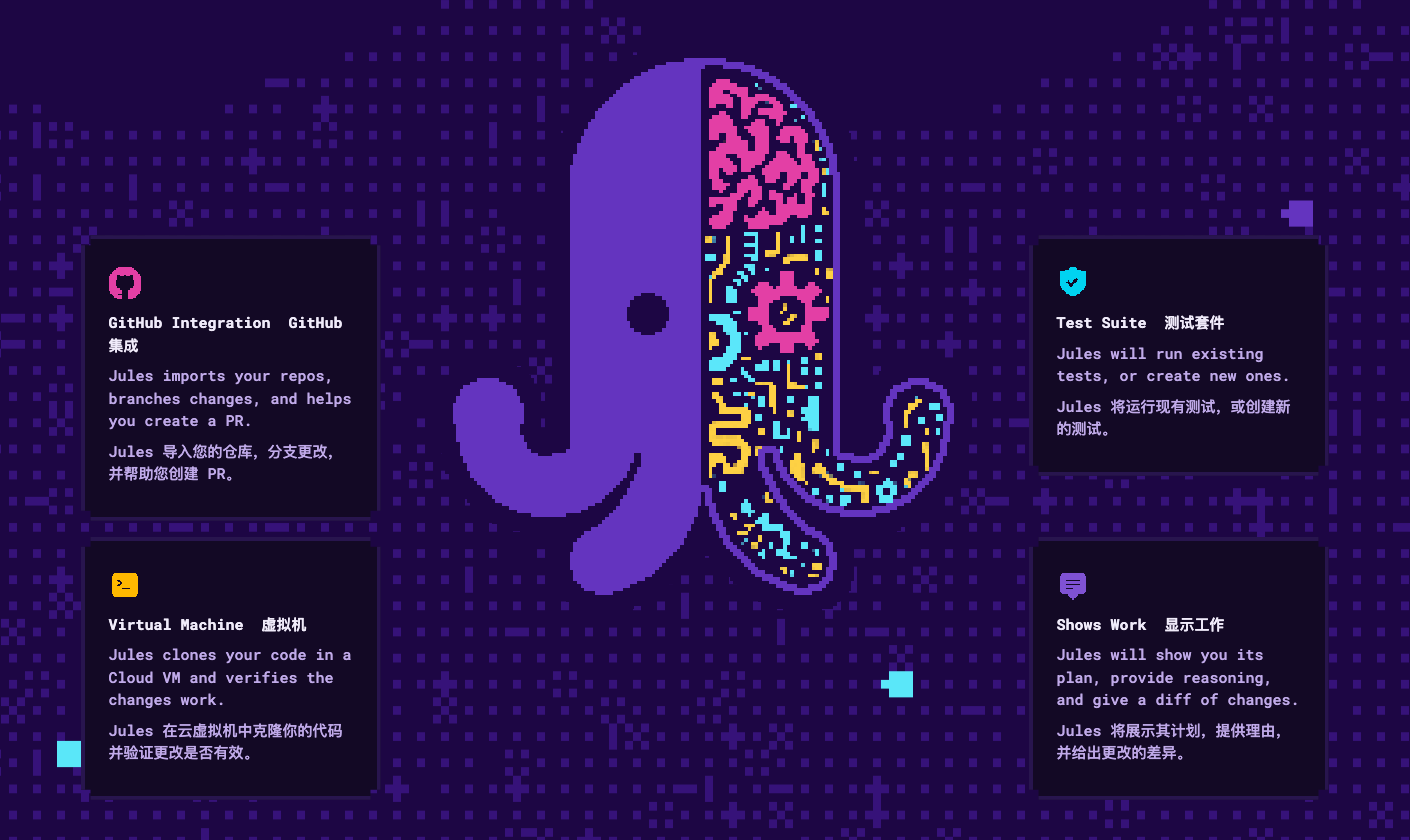 GitHub Integration  GitHub
集成
Jules imports your repos,
branches changes, and helps
you create a PR.
Jules 导入您的仓库，分支更改，
并帮助您创建 PR。
Virtual Machine  虚拟机
Jules clones your code in a
Cloud VM and verifies the
changes work.
Jules 在云虚拟机中克隆你的代码
并验证更改是否有效。
Test Suite  测试套件
Jules will run existing
tests, or create new ones.
Jules 将运行现有测试，或创建新
的测试。
Shows Work  显示工作
Jules will show you its
plan, provide reasoning,
and give a diff of changes.
Jules 将展示其计划，提供理由，
并给出更改的差异。